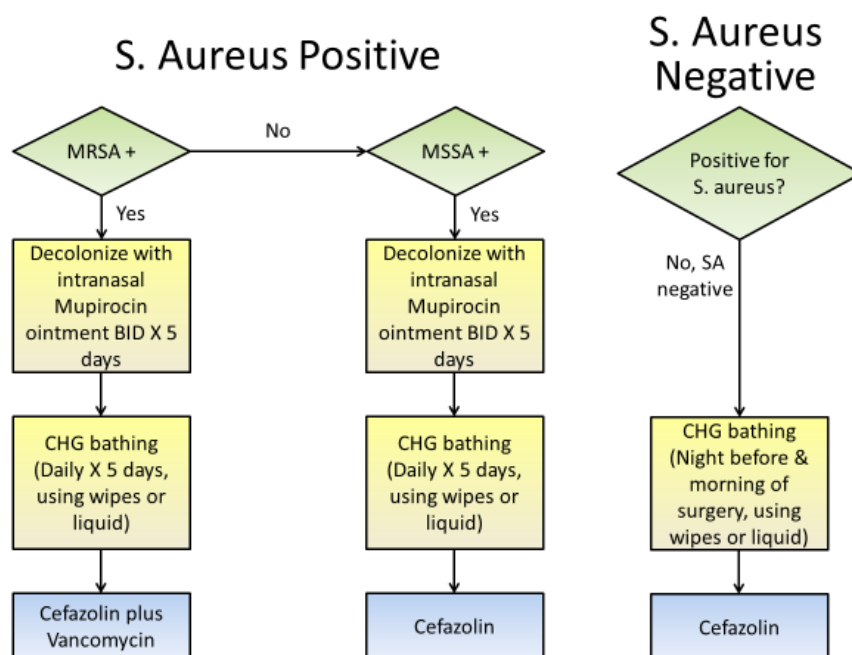 S. Aureus Positive
MRSA +
No
MSSA +
Yes
Decolonize with
intranasal
Mupirocin
ointment BID X 5
days
CHG bathing
(Daily X 5 days,
using wipes or
liquid)
Cefazolin plus
Vancomycin
Yes
Decolonize with
intranasal
Mupirocin
ointment BID X 5
days
CHG bathing
(Daily X 5 days,
using wipes or
liquid)
Cefazolin
S. Aureus
Negative
Positive for
S. aureus?
No, SA
negative
CHG bathing
(Night before &
morning of
surgery, using
wipes or liquid)
Cefazolin